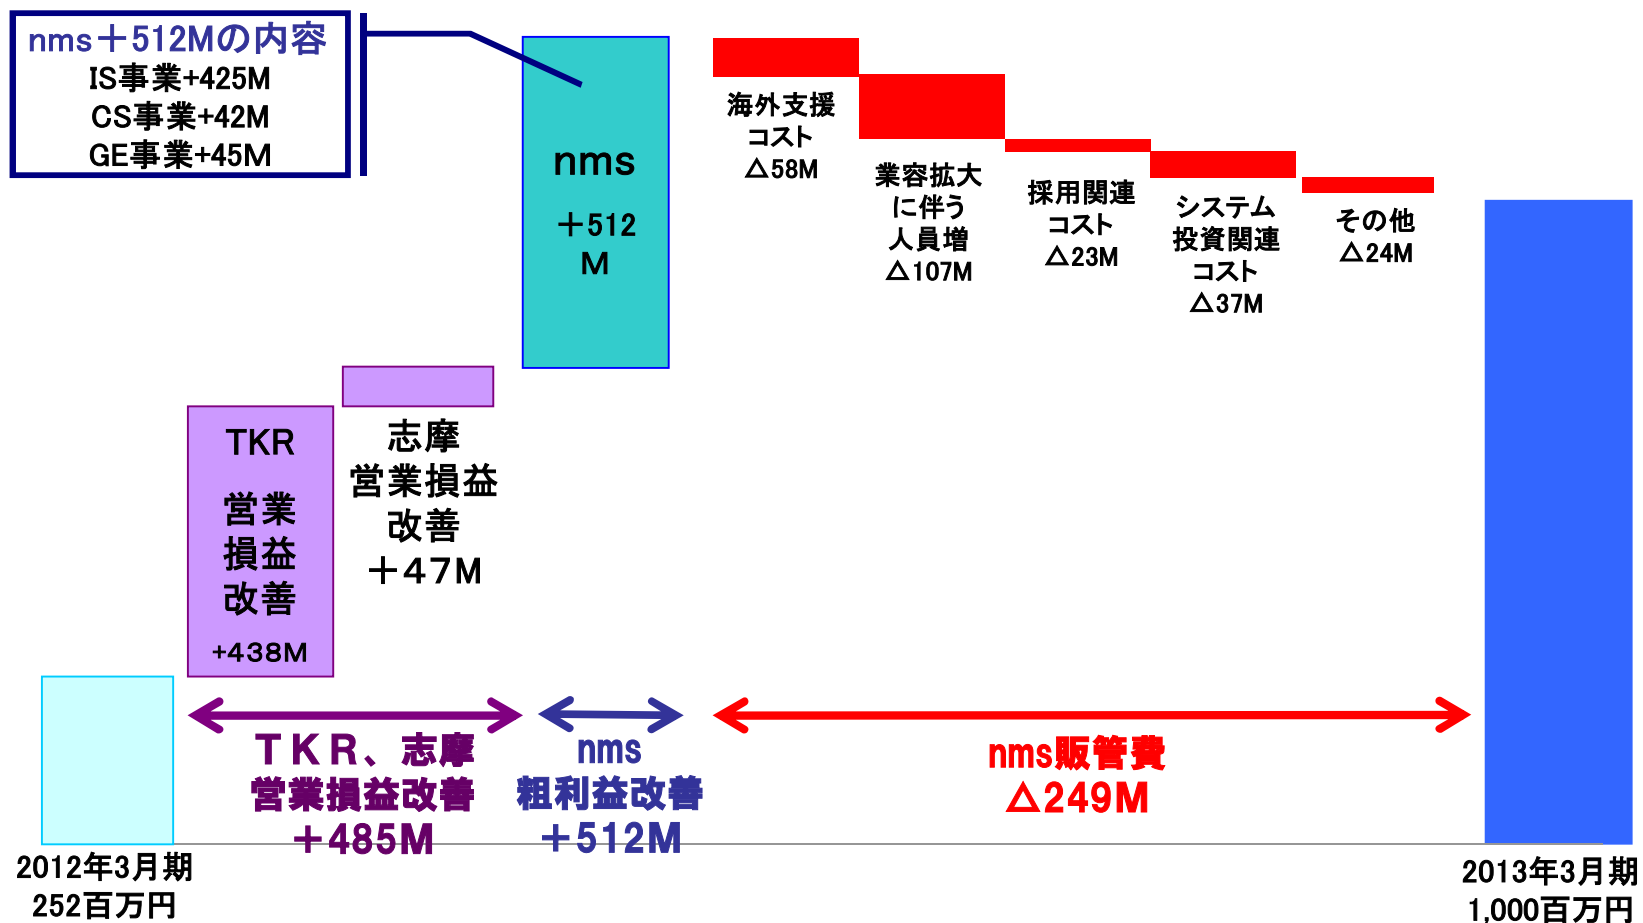 nms＋512Mの内容
IS事業+425M
CS事業+42M
GE事業+45M
nms
＋512
M
海外支援
コスト
△58M
業容拡大
に伴う
人員増
△107M
採用関連
コスト
△23M
システム
投資関連
コスト
△37M
その他
△24M
TKR
営業
損益
改善
+438M
志摩
営業損益
改善
＋47M
ＴＫＲ、志摩
営業損益改善
＋485M
nms
粗利益改善
＋512M
nms販管費
△249M
2012年3月期
252百万円
2013年3月期
1,000百万円